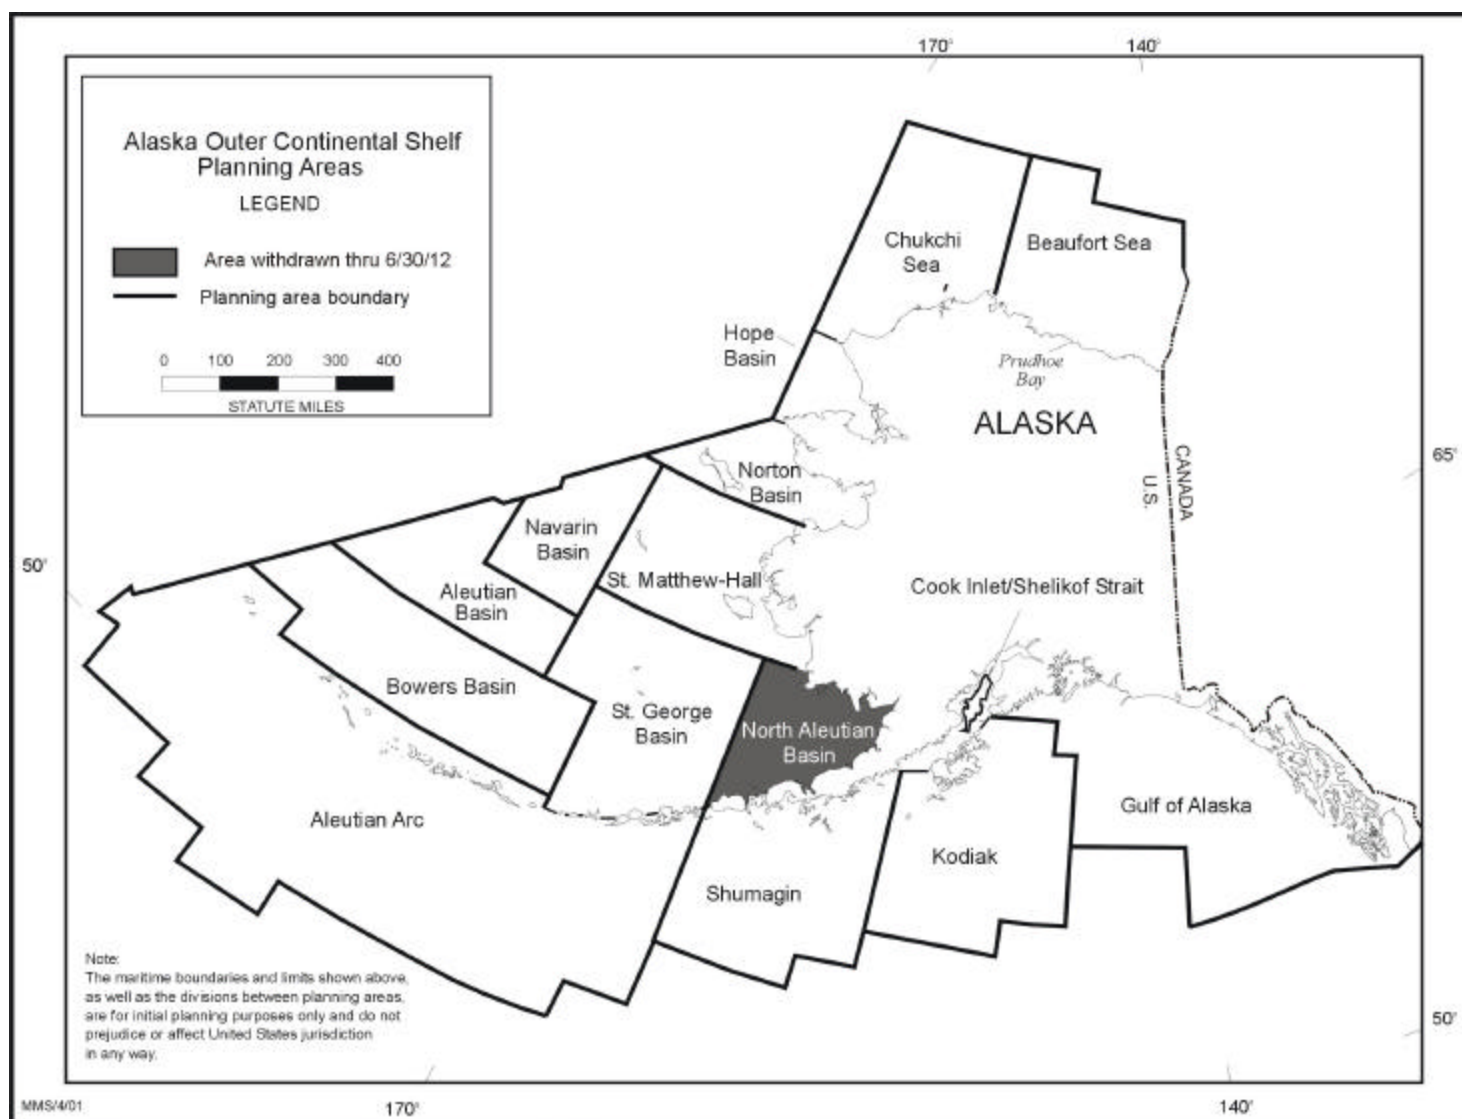 170°
140°
Alaska Outer Continental Shelf
Planning Areas
LEGEND
Area withdrawn thru 6/30/12
Planning area boundary
0 100 200 300 400
STATUTE MILES
Chukchi
Sea
Beaufort Sea
Hope
Basin
Prudhoe
Bay
ALASKA
CANADA
U.S.
65°
Norton
Basin
Navarin
Basin
50°
St. Matthew-Hall
Aleutian
Basin
Cook Inlet/Shelikof Strait
Bowers Basin
St. George
Basin
North Aleutian
Basin
Aleutian Arc
Gulf of Alaska
Kodiak
Shumagin
Note:
The maritime boundaries and limits shown above,
as well as the divisions between planning areas,
are for initial planning purposes only and do not
prejudice or affect United States jurisdiction
in any way.
50°
MMS/4/01
170°
140°